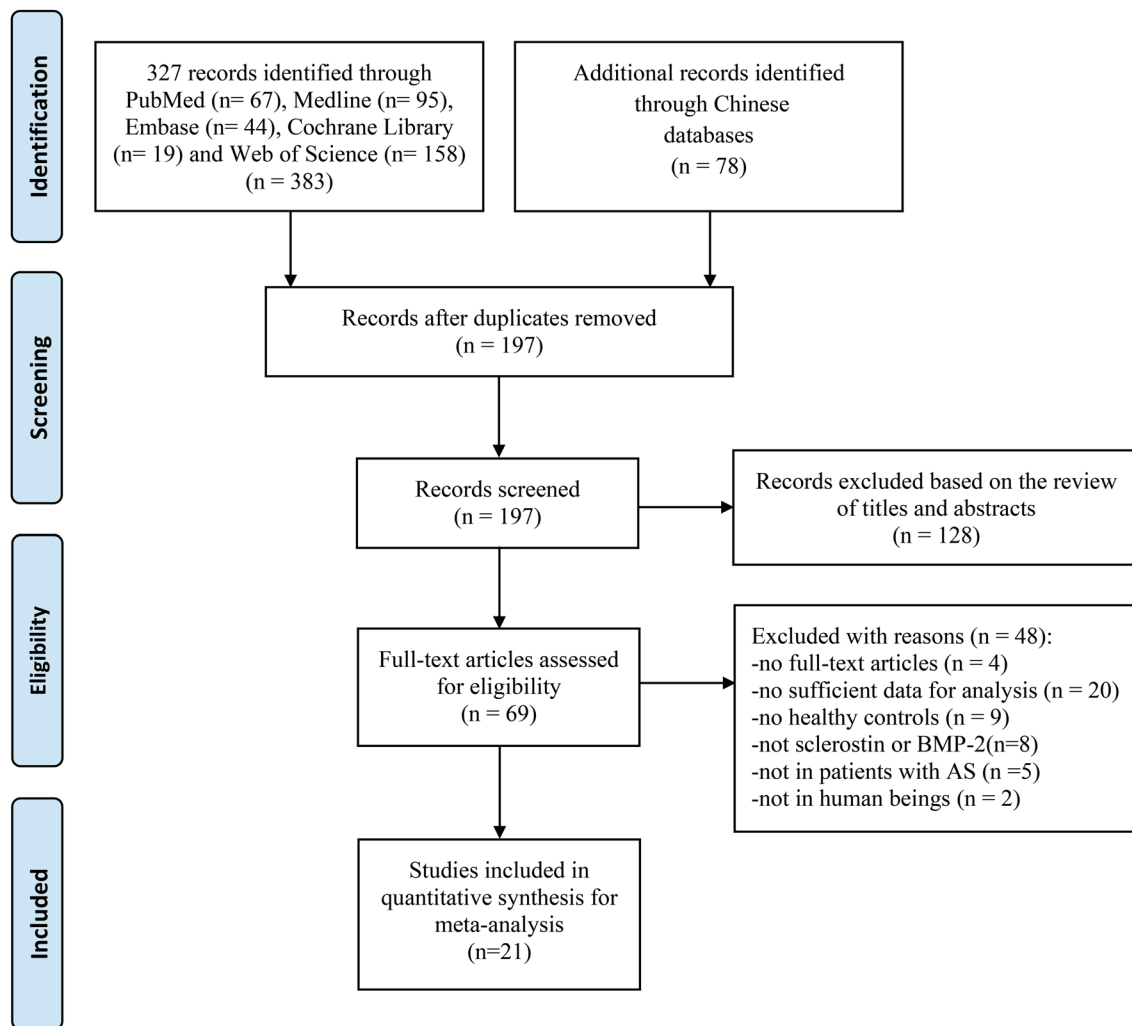 Identification
327 records identified through
PubMed (n= 67), Medline (n= 95),
Embase (n= 44), Cochrane Library
(n= 19) and Web of Science (n= 158)
(n = 383)
Additional records identified
through Chinese
databases
(n = 78)
Screening
Records after duplicates removed
(n = 197)
Records screened
(n = 197)
Records excluded based on the review
of titles and abstracts
(n = 128)
Eligibility
Full-text articles assessed
for eligibility
(n = 69)
Excluded with reasons (n = 48):
-no full-text articles (n = 4)
-no sufficient data for analysis (n = 20)
-no healthy controls (n = 9)
-not sclerostin or BMP-2(n=8)
-not in patients with AS (n =5)
-not in human beings (n = 2)
Included
Studies included in
quantitative synthesis for
meta-analysis
(n=21)